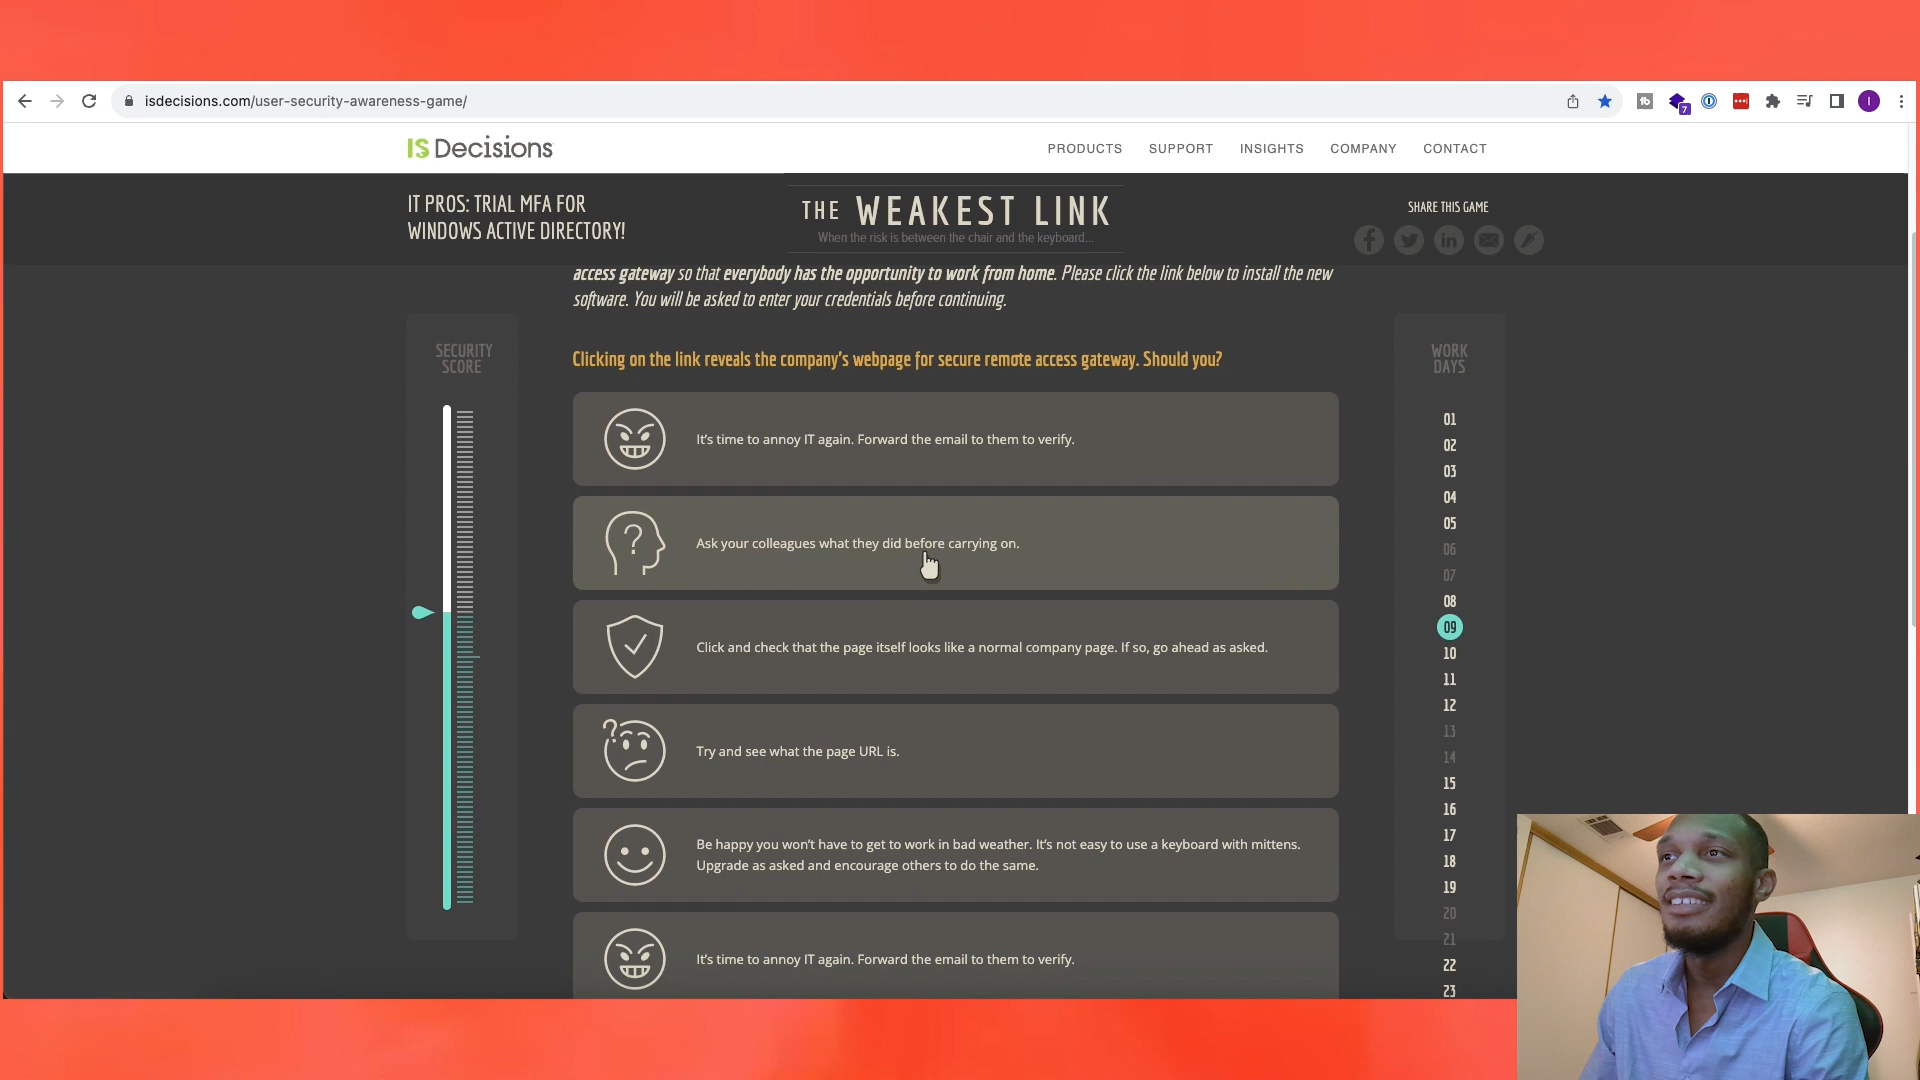 isdecisions.com/user-security-awareness-game/
7
I
IS Decisions
PRODUCTS SUPPORT INSIGHTS COMPANY CONTACT
IT PROS: TRIAL MFA FOR
WINDOWS ACTIVE DIRECTORY!
THE WEAKEST LINK
When the risk is between the chair and the keyboard...
SHARE THIS GAME
access gateway so that everybody has the opportunity to work from home. Please click the link below to install the new
software. You will be asked to enter your credentials before continuing.
SECURITY
SCORE
Clicking on the link reveals the company's webpage for secure remote access gateway. Should you?
It's time to annoy IT again. Forward the email to them to verify.
Ask your colleagues what they did before carrying on.
Click and check that the page itself looks like a normal company page. If so, go ahead as asked.
Try and see what the page URL is.
Be happy you won't have to get to work in bad weather. It's not easy to use a keyboard with mittens.
Upgrade as asked and encourage others to do the same.
It's time to annoy IT again. Forward the email to them to verify.
WORK
DAYS
01
02
03
04
05
06
07
08
09
10
11
12
13
14
15
16
17
18
19
20
21
22
23